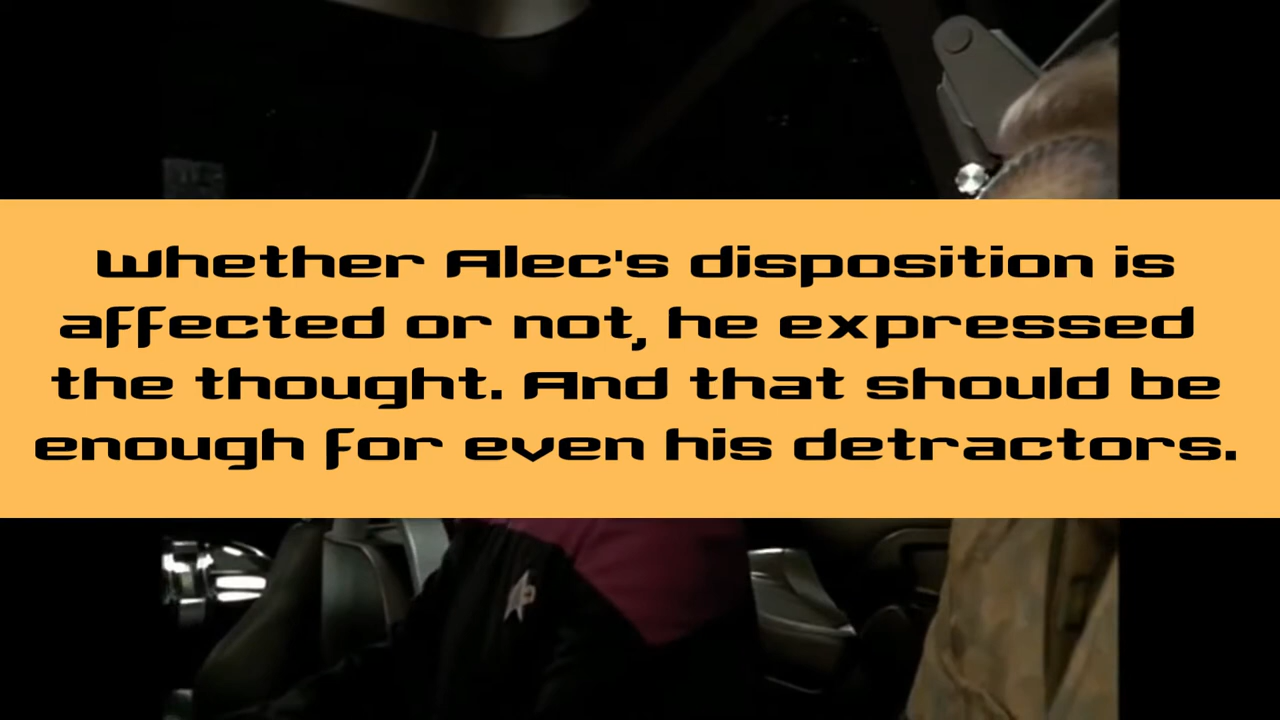 Whether Alec's disposition is
affected or not, he expressed
the thought. And that should be
enough for even his detractors.